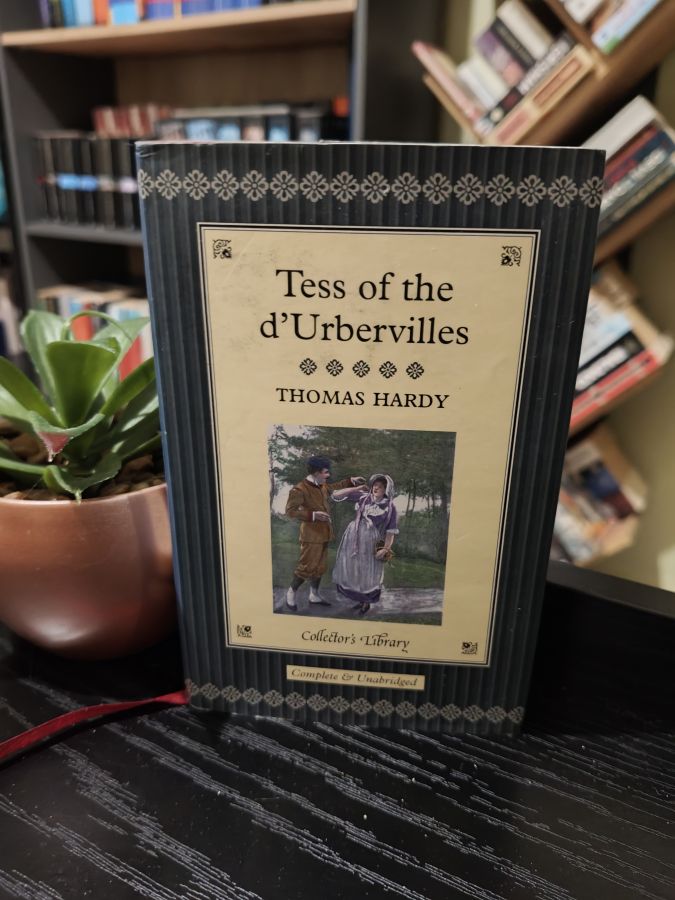 Tess of the
d'Urbervilles
THOMAS HARDY
Collector's Library
Complete & Unabridged